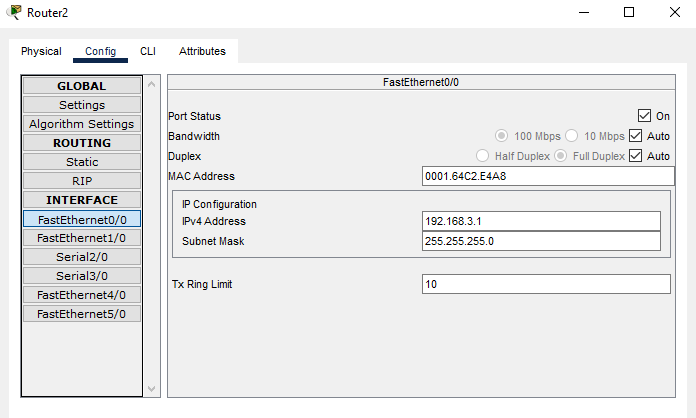 Router2
Physical Config CLI Attributes
GLOBAL
Settings
Algorithm Settings
ROUTING
Static
RIP
INTERFACE
FastEthernet0/0
FastEthernet1/0
Serial2/0
Serial3/0
FastEthernet4/0
FastEthernet5/0
FastEthernet0/0
Port Status On
Bandwidth 100 Mbps 10 Mbps Auto
Duplex Half Duplex Full Duplex Auto
MAC Address 0001.64C2.E4A8
IP Configuration
IPv4 Address 192.168.3.1
Subnet Mask 255.255.255.0
Tx Ring Limit 10